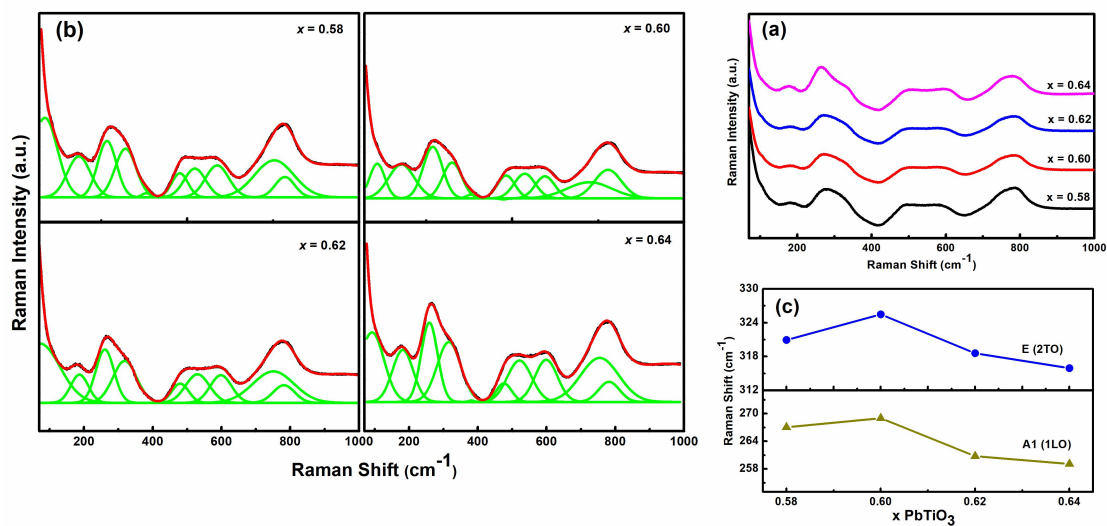 (b)
x = 0.58
x = 0.60
x = 0.62
x = 0.64
Raman Intensity (a.u.)
200 400 600 800 200 400 600 800 1000
Raman Shift (cm-1)
(a)
x = 0.64
x = 0.62
x = 0.60
x = 0.58
Raman Intensity (a.u.)
200 400 600 800 1000
Raman Shift (cm-1)
(c)
330
324
318
312
E (2TO)
270
264
258
A1 (1LO)
Raman Shift (cm-1)
0.58 0.60 0.62 0.64
x PbTiO3